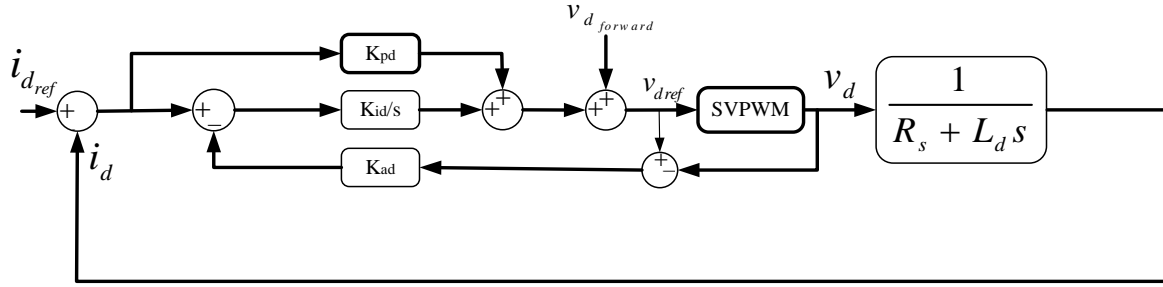 i_{d_{ref}}
+
i_d
+
−
K_{pd}
K_{id}/s
K_{ad}
+
+
v_{d_{forward}}
+
+
v_{dref}
+
−
SVPWM
v_d
1
R_s + L_d s